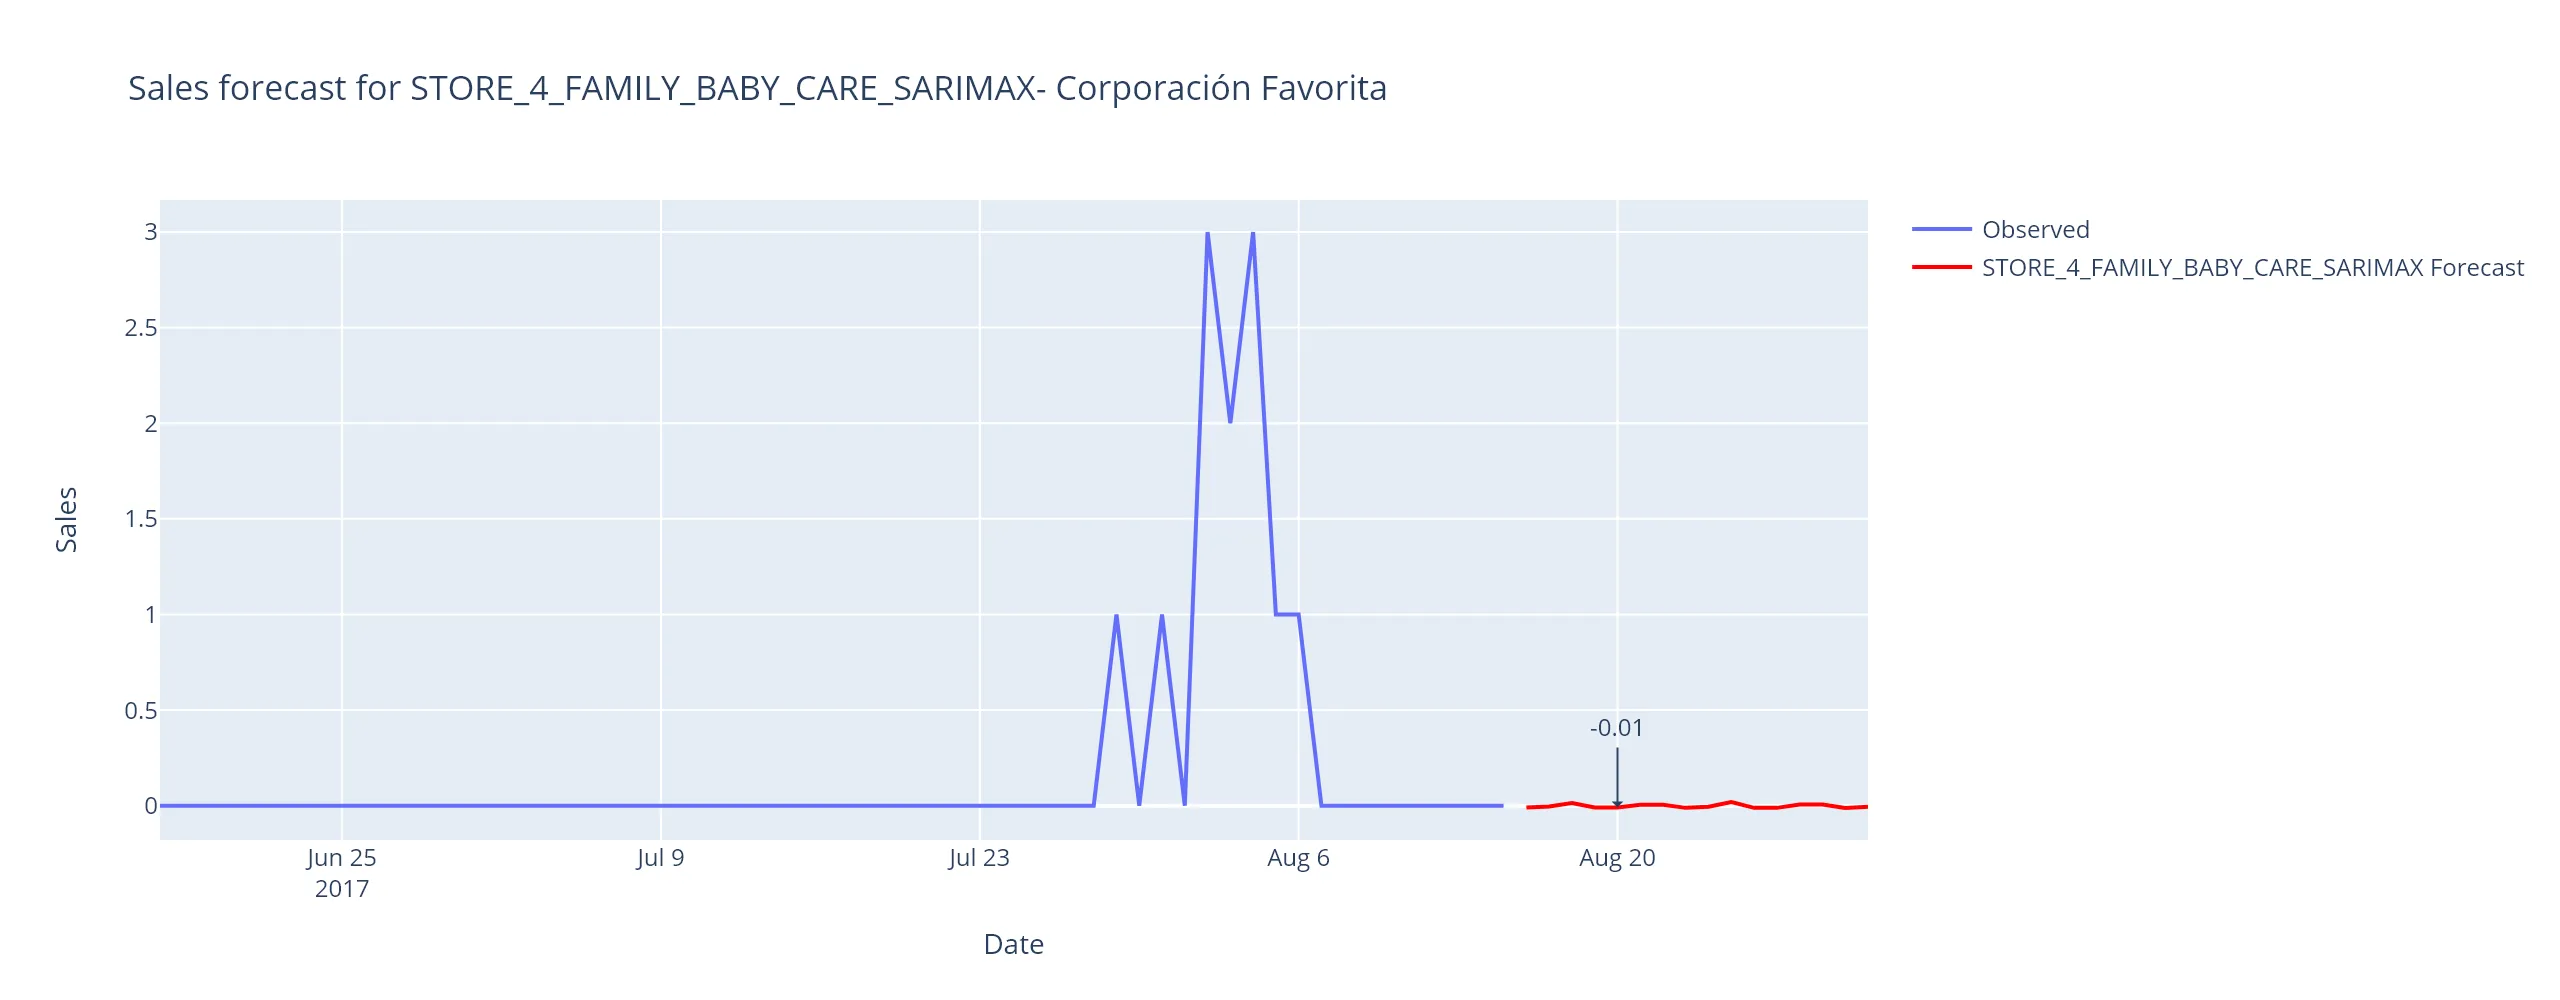 Sales forecast for STORE_4_FAMILY_BABY_CARE_SARIMAX- Corporación Favorita
Observed
STORE_4_FAMILY_BABY_CARE_SARIMAX Forecast
3
2.5
2
1.5
1
0.5
0
Sales
-0.01
Jun 25
2017
Jul 9
Jul 23
Aug 6
Aug 20
Date